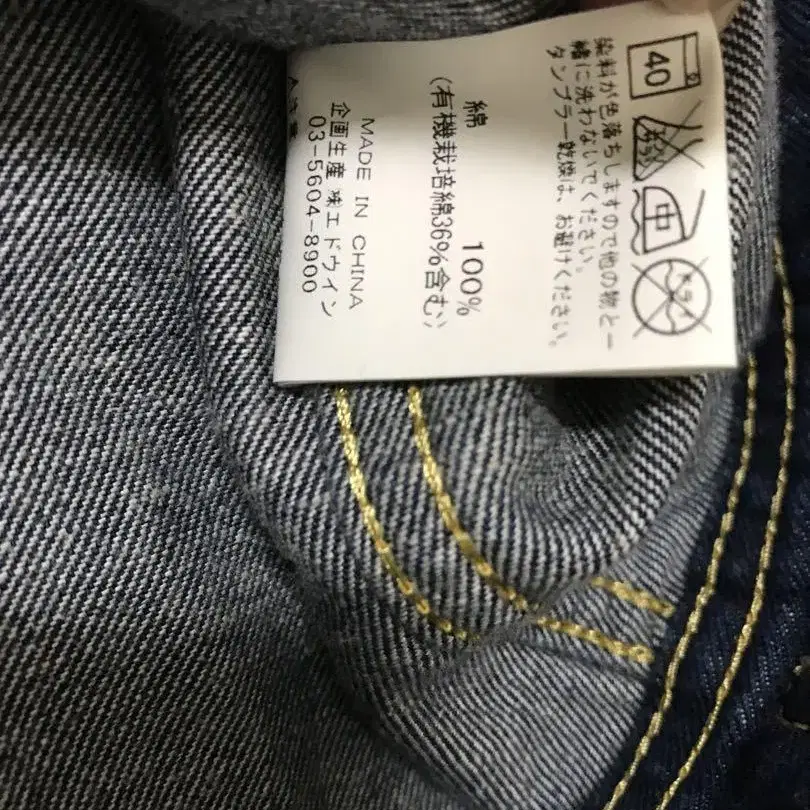 40
中
ドライ
染料が色落ちしますので他の物と一
緒に洗わないでください。
タンブラー乾燥は、お避けください。
綿 100%
(有機栽培綿36%含む)
MADE IN CHINA
企画生産 ㈱エドウイン
03-5604-8900